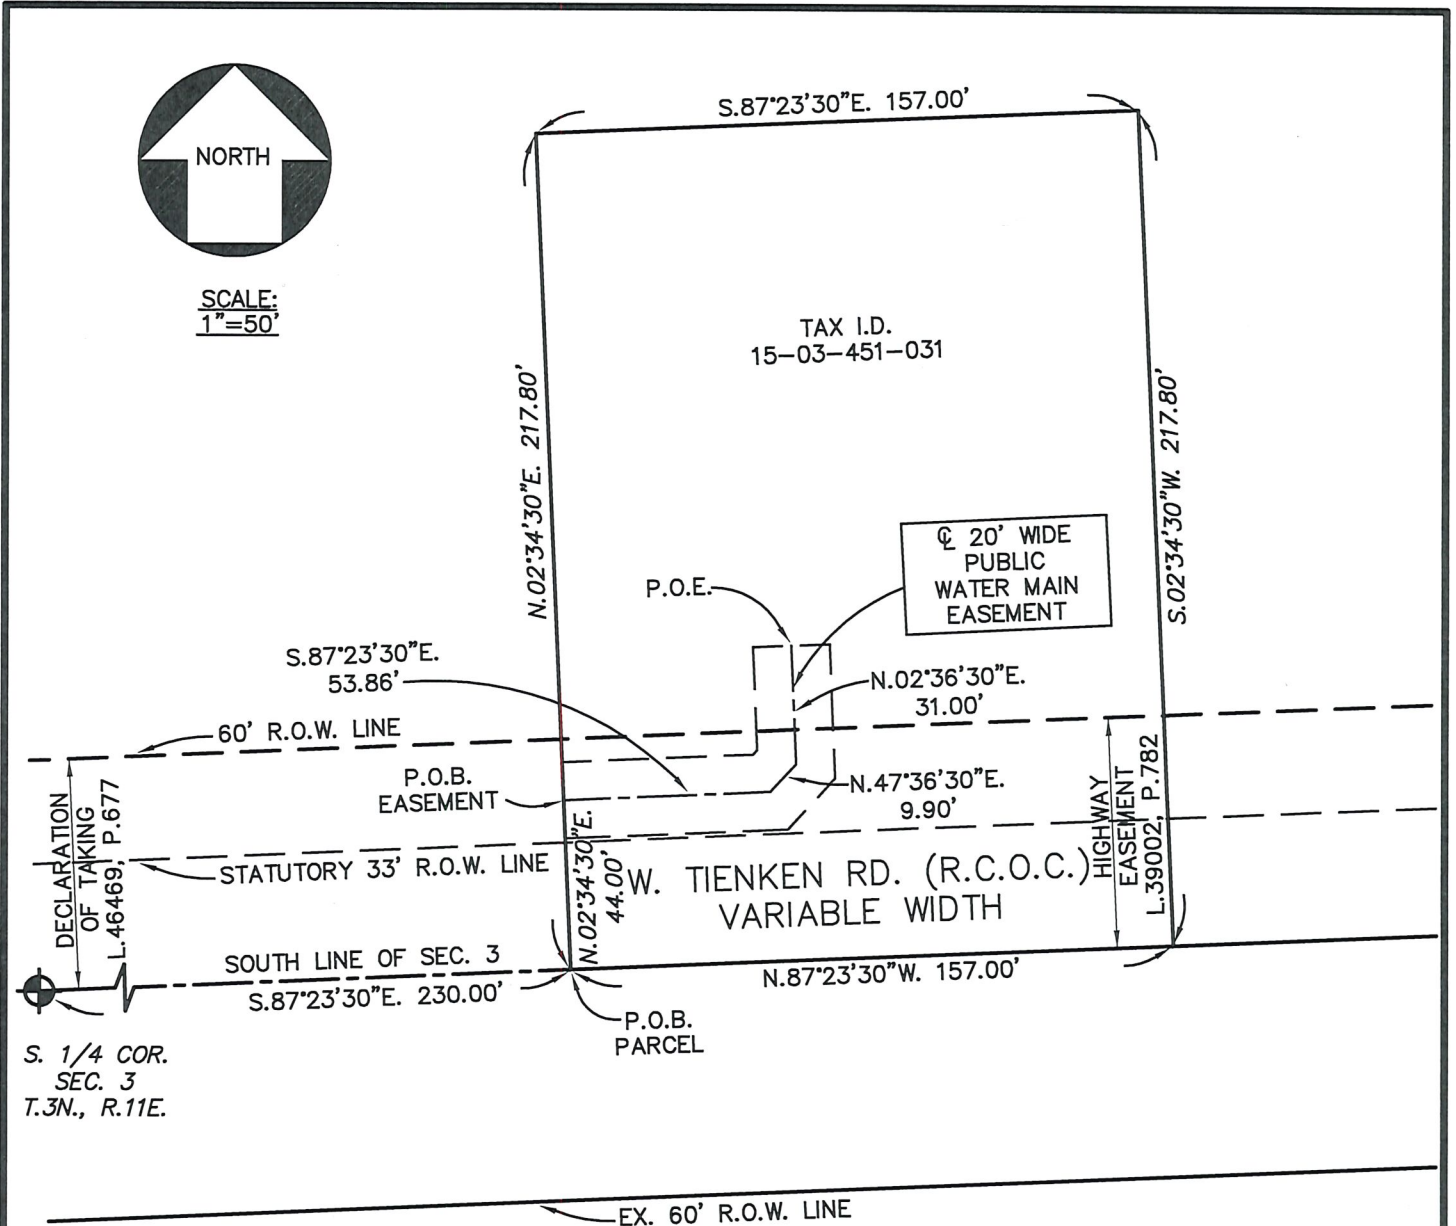 NORTH
SCALE:
1"=50'
S.87°23'30"E. 157.00'
TAX I.D.
15-03-451-031
N.02°34'30"E. 217.80'
S.02°34'30"W. 217.80'
℄ 20' WIDE
PUBLIC
WATER MAIN
EASEMENT
P.O.E.
S.87°23'30"E.
53.86'
N.02°36'30"E.
31.00'
60' R.O.W. LINE
P.O.B.
EASEMENT
N.47°36'30"E.
9.90'
DECLARATION
OF TAKING
L.46469, P.677
HIGHWAY
EASEMENT
L.39002, P.782
STATUTORY 33' R.O.W. LINE
N.02°34'30"E.
44.00'
W. TIENKEN RD. (R.C.O.C.)
VARIABLE WIDTH
SOUTH LINE OF SEC. 3
S.87°23'30"E. 230.00'
N.87°23'30"W. 157.00'
P.O.B.
PARCEL
S. 1/4 COR.
SEC. 3
T.3N., R.11E.
EX. 60' R.O.W. LINE